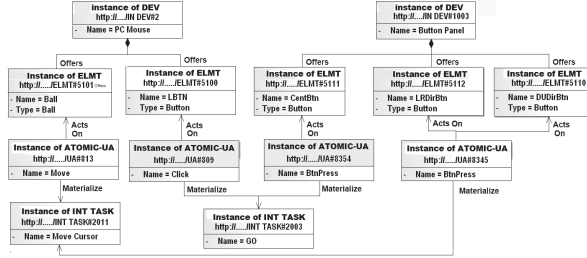 instance of DEV
http://..../IN DEV#2
- Name = PC Mouse
instance of DEV
http://..../IN DEV#1003
- Name = Button Panel
Offers
Offers
Offers
Offers
Offers
Instance of ELMT
http://...../ELMT#5101 Offers
- Name = Ball
- Type = Ball
Instance of ELMT
http://...../ELMT#5100
- Name = LBTN
- Type = Button
Instance of ELMT
http://...../ELMT#5111
- Name = CentBtn
- Type = Button
Instance of ELMT
http://...../ELMT#5112
- Name = LRDirBtn
- Type = Button
Instance of ELMT
http://...../ELMT#5110
- Name = DUDirBtn
- Type = Button
Acts
On
Acts
On
Acts
On
Acts On
Acts
On
Instance of ATOMIC-UA
http://..../UA#813
- Name = Move
Instance of ATOMIC-UA
http://..../UA#809
- Name = Click
Instance of ATOMIC-UA
http://...../UA#8354
- Name = BtnPress
Instance of ATOMIC-UA
http://...../UA#8345
- Name = BtnPress
Materialize
Materialize
Materialize
Materialize
Instance of INT TASK
http://...../INT TASK#2011
- Name = Move Cursor
Instance of INT TASK
http://...../INT TASK#2003
- Name = GO